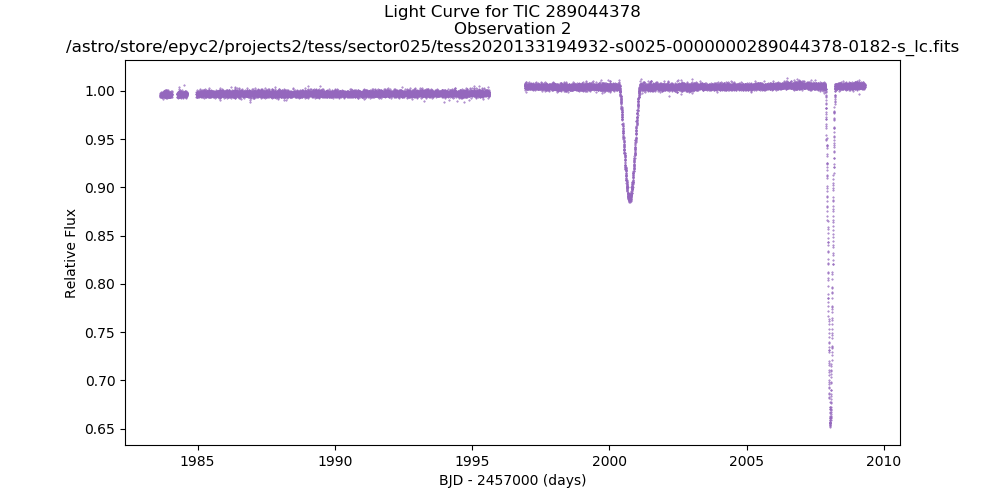 Light Curve for TIC 289044378
Observation 2
/astro/store/epyc2/projects2/tess/sector025/tess2020133194932-s0025-0000000289044378-0182-s_lc.fits
1.00
0.95
0.90
0.85
0.80
0.75
0.70
0.65
Relative Flux
1985
1990
1995
2000
2005
2010
BJD - 2457000 (days)